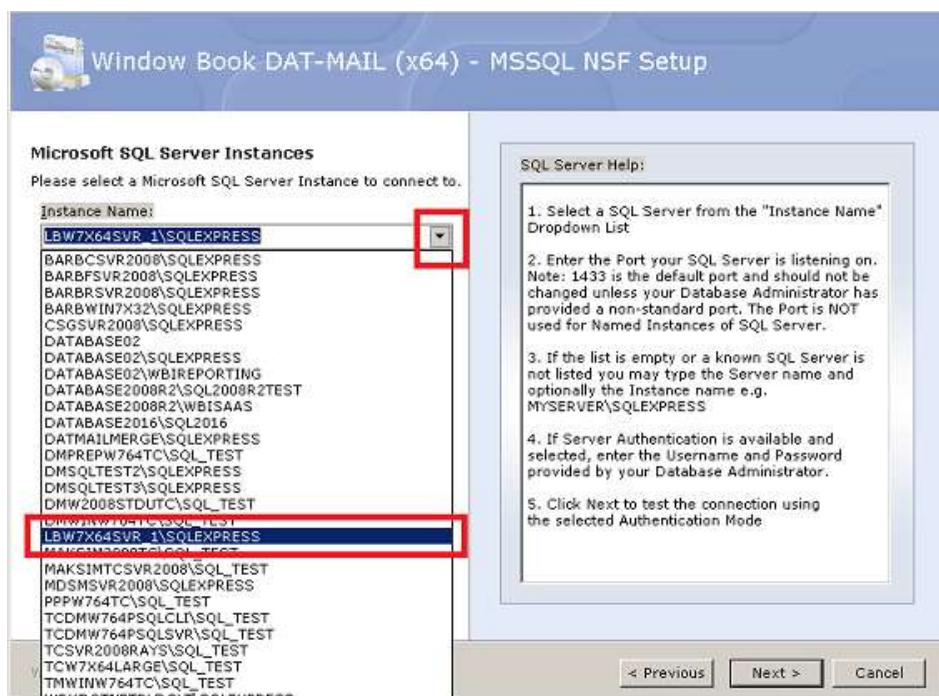 Window Book DAT-MAIL (x64) - MSSQL NSF Setup
Microsoft SQL Server Instances
Please select a Microsoft SQL Server Instance to connect to.
Instance Name:
LBW7X64SVR_1\SQLEXPRESS
BARBCSVR2008\SQLEXPRESS
BARBFSVR2008\SQLEXPRESS
BARBRSVR2008\SQLEXPRESS
BARBWIN7X32\SQLEXPRESS
CSGSVR2008\SQLEXPRESS
DATABASE02
DATABASE02\SQLEXPRESS
DATABASE02\WBIREPORTING
DATABASE2008R2\SQL2008R2TEST
DATABASE2008R2\WBISAAS
DATABASE2016\SQL2016
DATMAILMERGE\SQLEXPRESS
DMPREPW764TC\SQL_TEST
DMSQLTEST2\SQLEXPRESS
DMSQLTEST3\SQLEXPRESS
DMW2008STDUTC\SQL_TEST
DMWINW764TC\SQL_TEST
LBW7X64SVR_1\SQLEXPRESS
MAKSIM2008TC\SQL_TEST
MAKSIMTCSVR2008\SQL_TEST
MDSMSVR2008\SQLEXPRESS
PPPW764TC\SQL_TEST
TCDMW764PSQLCLI\SQL_TEST
TCDMW764PSQLSVR\SQL_TEST
TCSVR2008RAYS\SQL_TEST
TCW7X64LARGE\SQL_TEST
TMWINW764TC\SQL_TEST
SQL Server Help:
1. Select a SQL Server from the "Instance Name"
Dropdown List
2. Enter the Port your SQL Server is listening on.
Note: 1433 is the default port and should not be
changed unless your Database Administrator has
provided a non-standard port. The Port is NOT
used for Named Instances of SQL Server.
3. If the list is empty or a known SQL Server is
not listed you may type the Server name and
optionally the Instance name e.g.
MYSERVER\SQLEXPRESS
4. If Server Authentication is available and
selected, enter the Username and Password
provided by your Database Administrator.
5. Click Next to test the connection using
the selected Authentication Mode
< Previous
Next >
Cancel